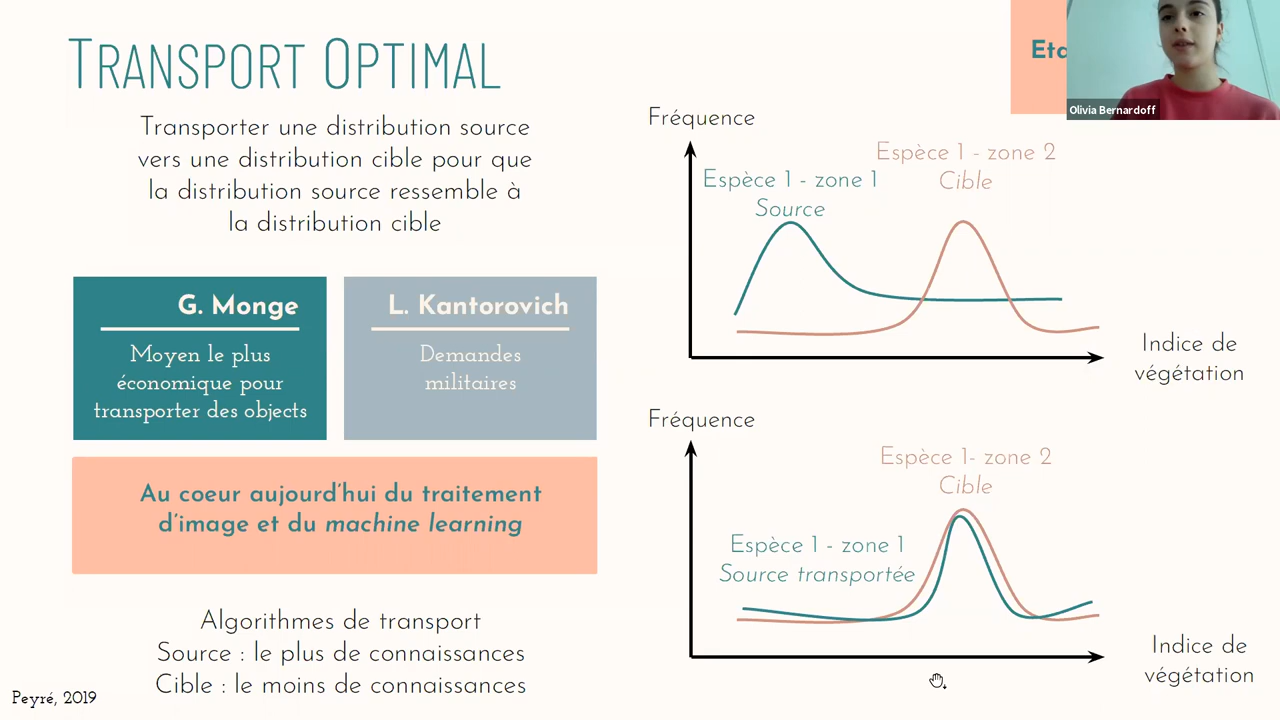 TRANSPORT OPTIMAL
Transporter une distribution source
vers une distribution cible pour que
la distribution source ressemble à
la distribution cible
G. Monge
Moyen le plus
économique pour
transporter des objects
L. Kantorovich
Demandes
militaires
Au coeur aujourd'hui du traitement
d'image et du machine learning
Algorithmes de transport
Source : le plus de connaissances
Cible : le moins de connaissances
Peyré, 2019
Olivia Bernardoff
Fréquence
Espèce 1 - zone 2
Cible
Espèce 1 - zone 1
Source
Indice de
végétation
Fréquence
Espèce 1- zone 2
Cible
Espèce 1 - zone 1
Source transportée
Indice de
végétation